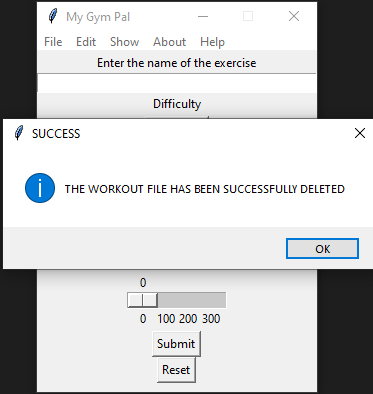 My Gym Pal
File Edit Show About Help
Enter the name of the exercise
Difficulty
SUCCESS
THE WORKOUT FILE HAS BEEN SUCCESSFULLY DELETED
OK
0
0 100 200 300
Submit
Reset